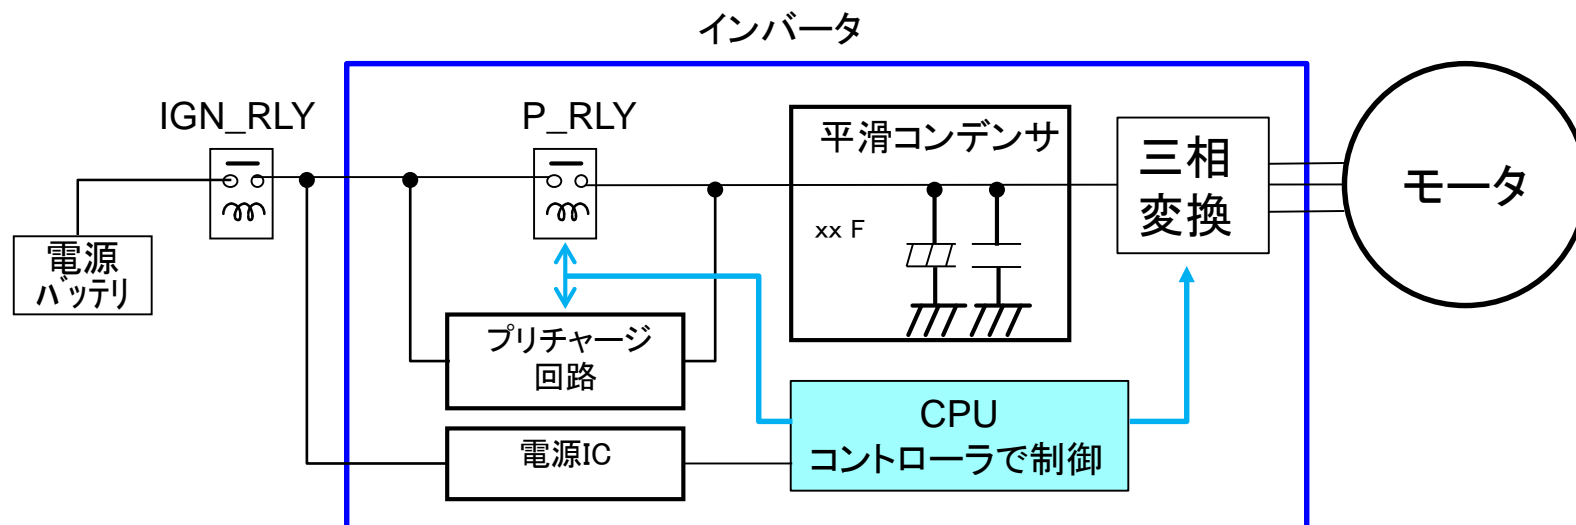 インバータ
IGN_RLY
P_RLY
平滑コンデンサ
xx F
三相
変換
モータ
電源
バッテリ
プリチャージ
回路
電源IC
CPU
コントローラで制御